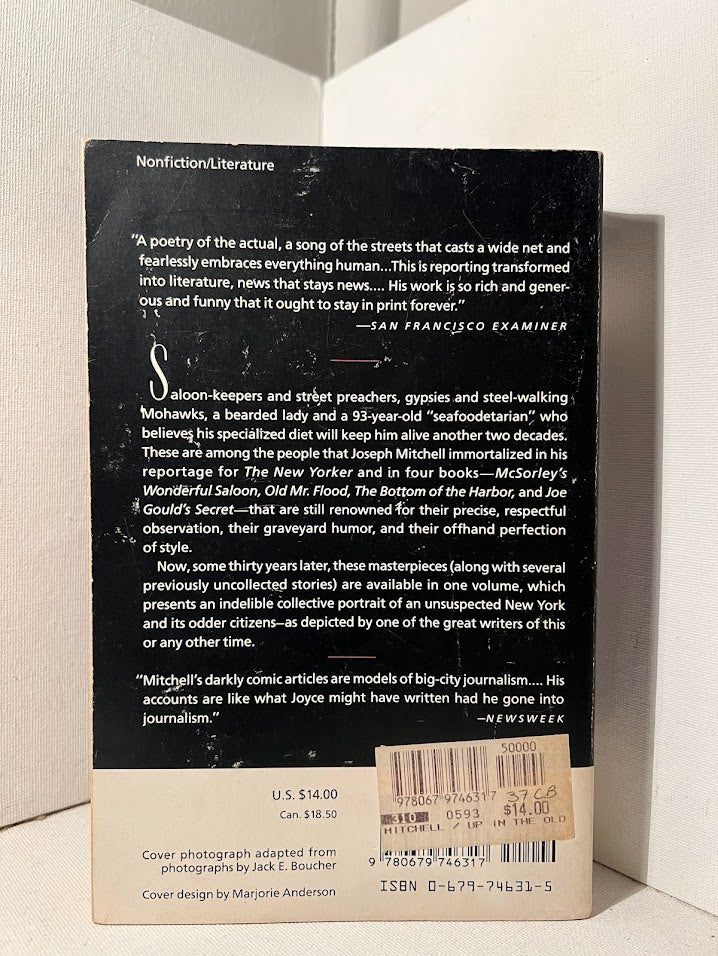 Nonfiction/Literature
"A poetry of the actual, a song of the streets that casts a wide net and
fearlessly embraces everything human...This is reporting transformed
into literature, news that stays news.... His work is so rich and gener-
ous and funny that it ought to stay in print forever."
—SAN FRANCISCO EXAMINER
Saloon-keepers and street preachers, gypsies and steel-walking
Mohawks, a bearded lady and a 93-year-old "seafoodetarian" who
believes his specialized diet will keep him alive another two decades.
These are among the people that Joseph Mitchell immortalized in his
reportage for The New Yorker and in four books—McSorley's
Wonderful Saloon, Old Mr. Flood, The Bottom of the Harbor, and Joe
Gould's Secret—that are still renowned for their precise, respectful
observation, their graveyard humor, and their offhand perfection
of style.
Now, some thirty years later, these masterpieces (along with several
previously uncollected stories) are available in one volume, which
presents an indelible collective portrait of an unsuspected New York
and its odder citizens—as depicted by one of the great writers of this
or any other time.
"Mitchell's darkly comic articles are models of big-city journalism.... His
accounts are like what Joyce might have written had he gone into
journalism."
—NEWSWEEK
U.S. $14.00
Can. $18.50
Cover photograph adapted from
photographs by Jack E. Boucher
Cover design by Marjorie Anderson
50000
9780679746317 37 CB
310 0593 $14.00
MITCHELL / UP IN THE OLD
9 780679 746317
ISBN 0-679-74631-5